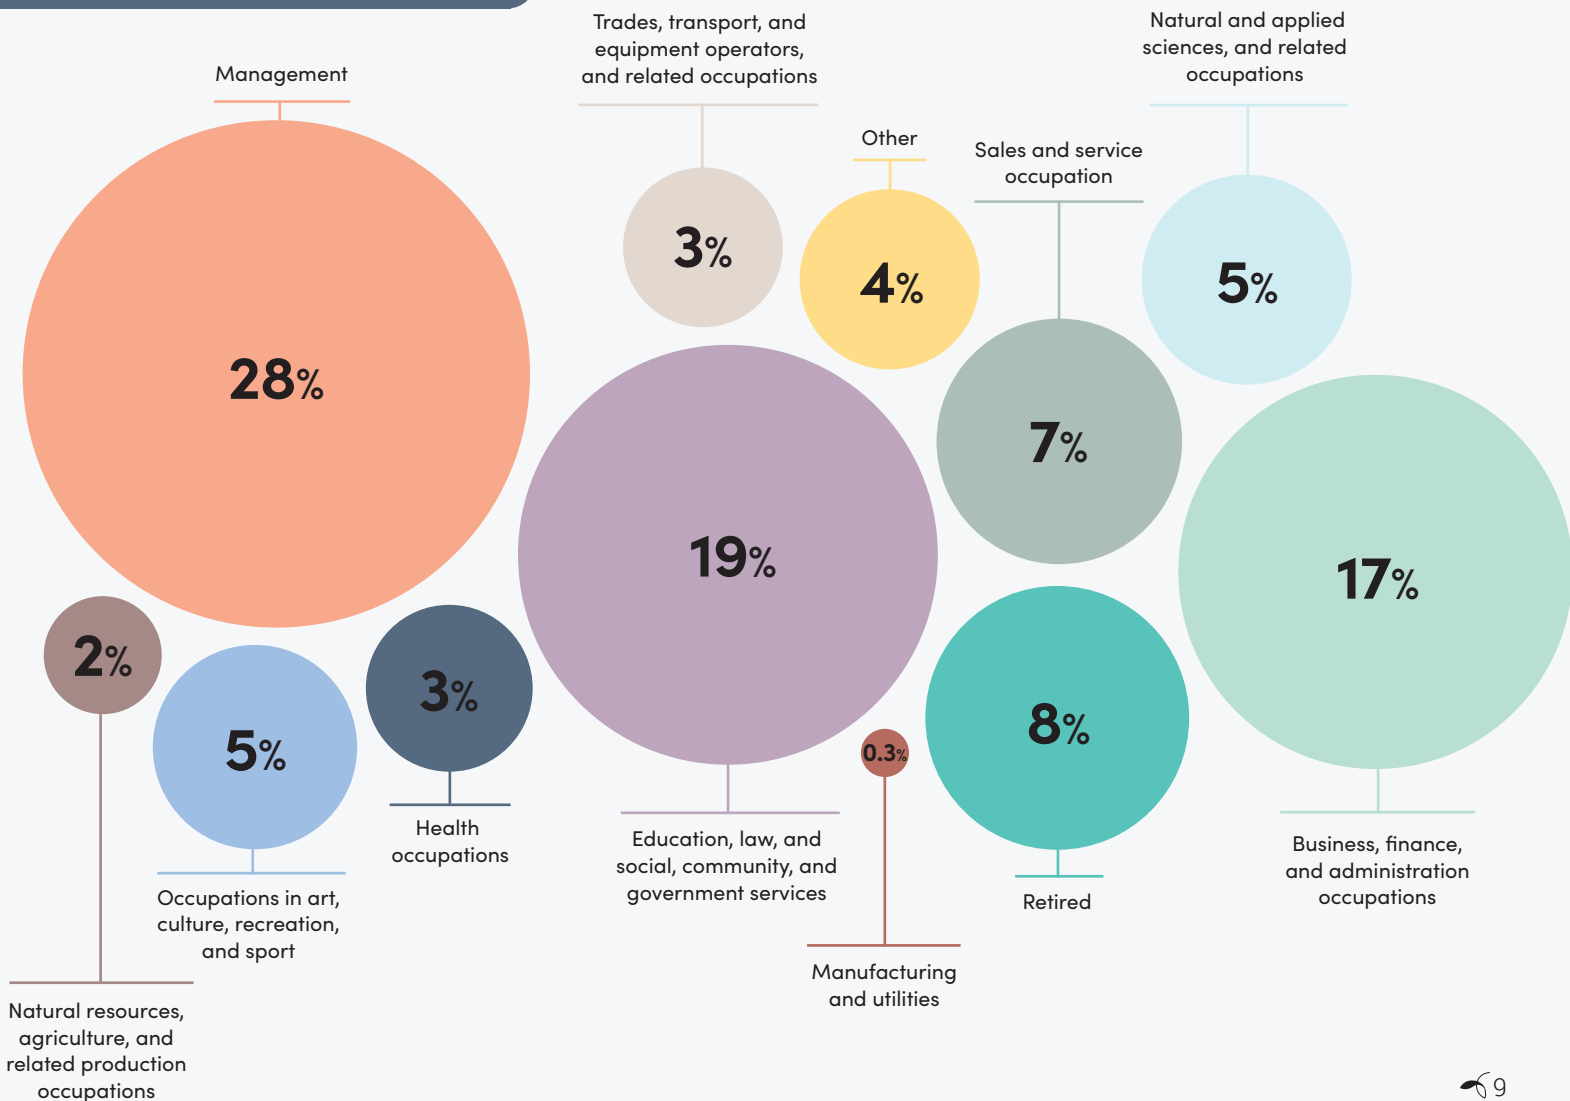 Management
28%
Trades, transport, and
equipment operators,
and related occupations
3%
Other
4%
Sales and service
occupation
7%
Natural and applied
sciences, and related
occupations
5%
2%
Natural resources,
agriculture, and
related production
occupations
5%
Occupations in art,
culture, recreation,
and sport
3%
Health
occupations
19%
Education, law, and
social, community, and
government services
0.3%
Manufacturing
and utilities
8%
Retired
17%
Business, finance,
and administration
occupations
9